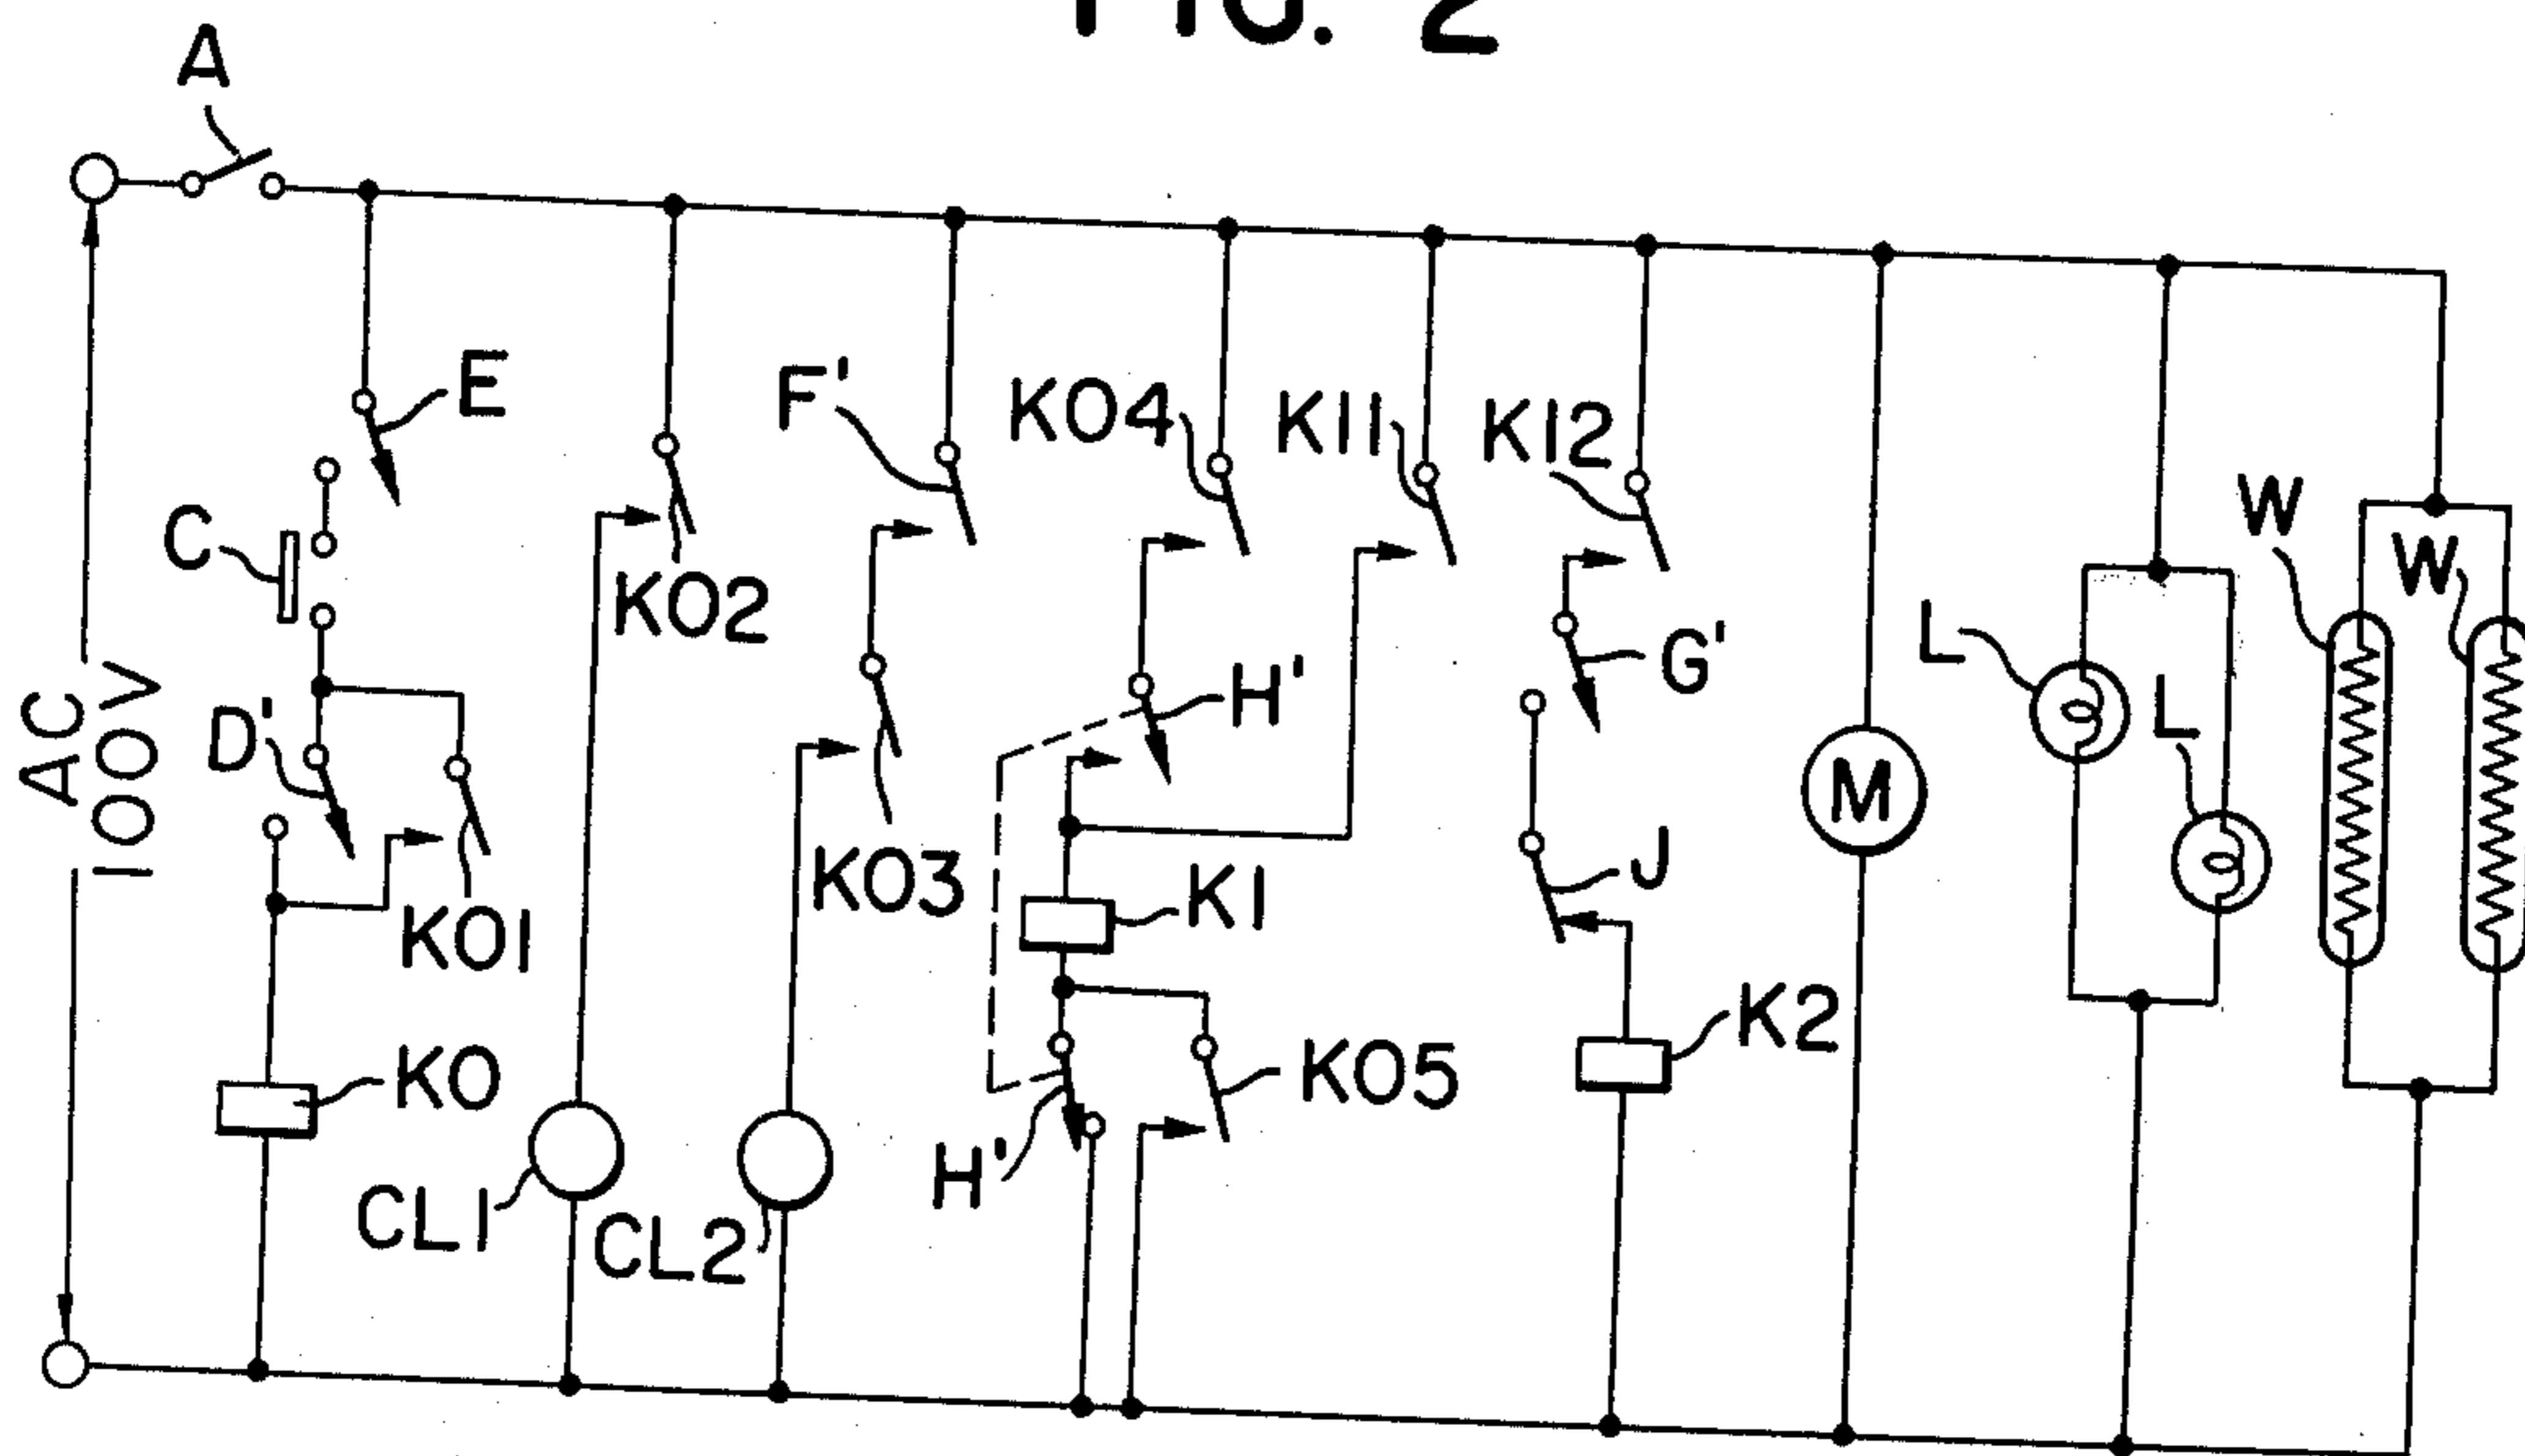 FIG. 2
A
E
F'
K04
K11
K12
C
W
W
K02
G'
L
H'
L
D'
AC
100V
M
J
K03
K1
K01
K2
K0
K05
H'
CL1
CL2